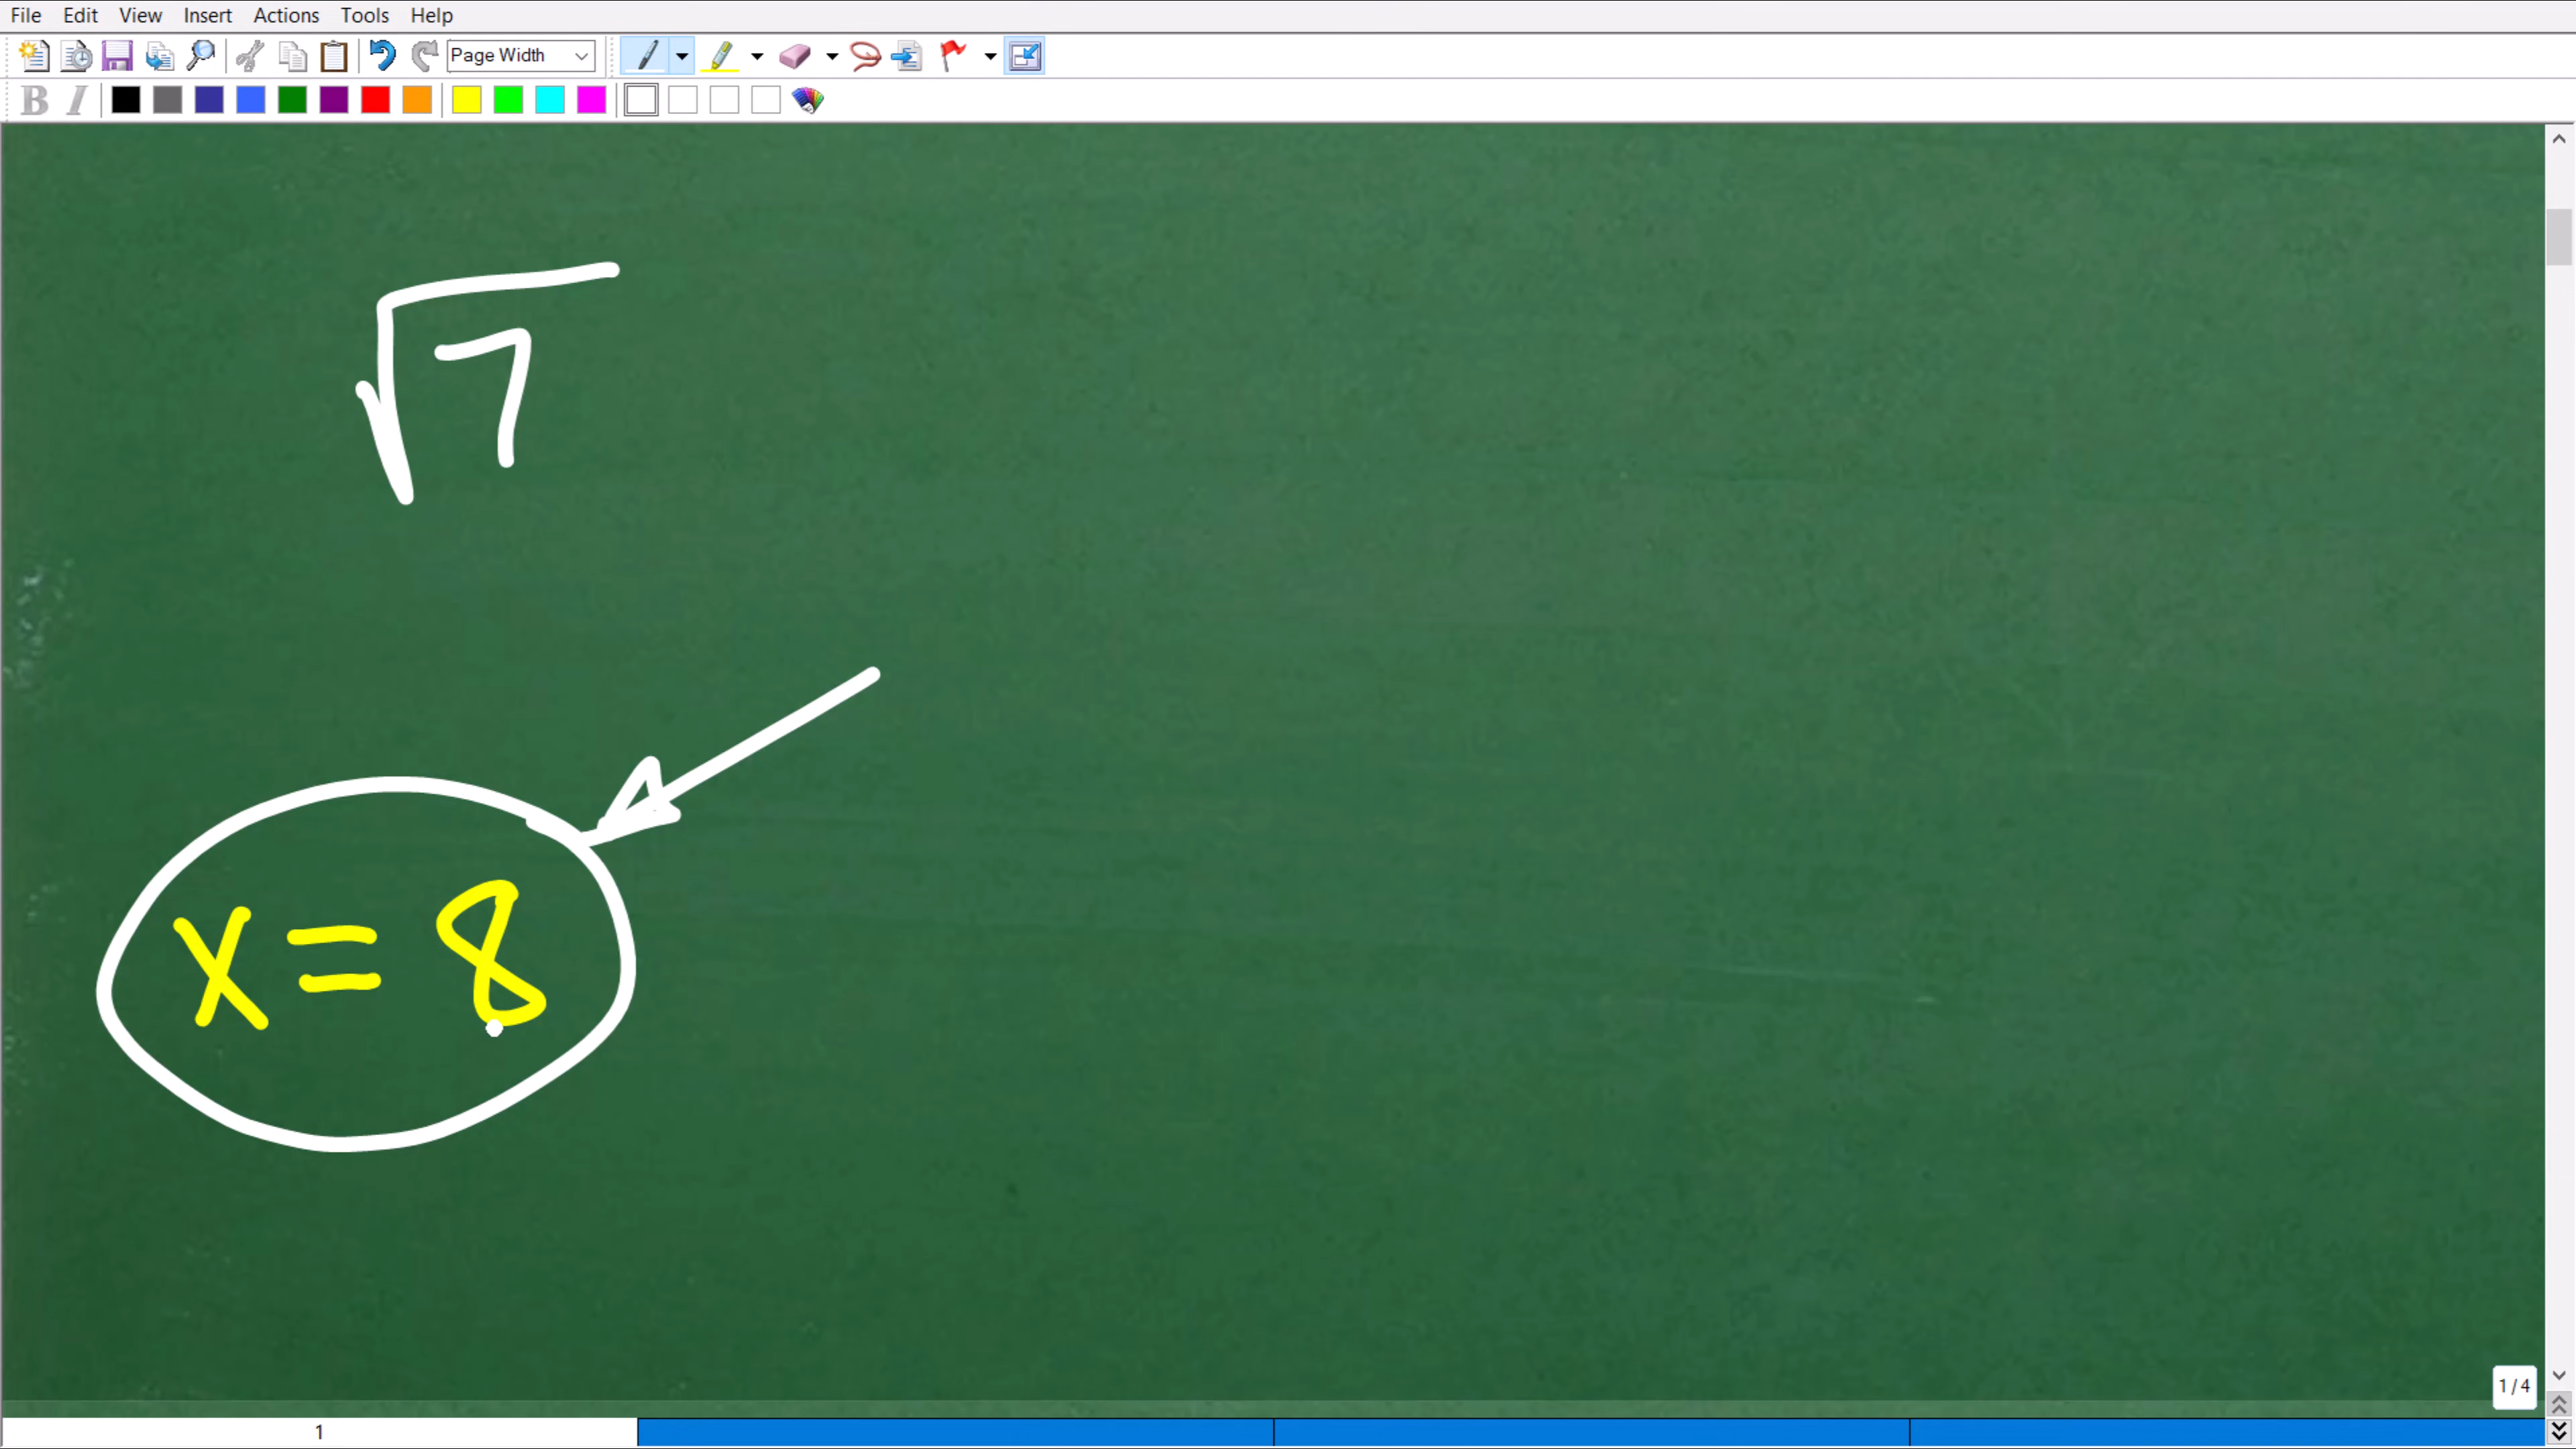 File Edit View Insert Actions Tools Help
Page Width
B I
√7
x = 8
1 / 4
1